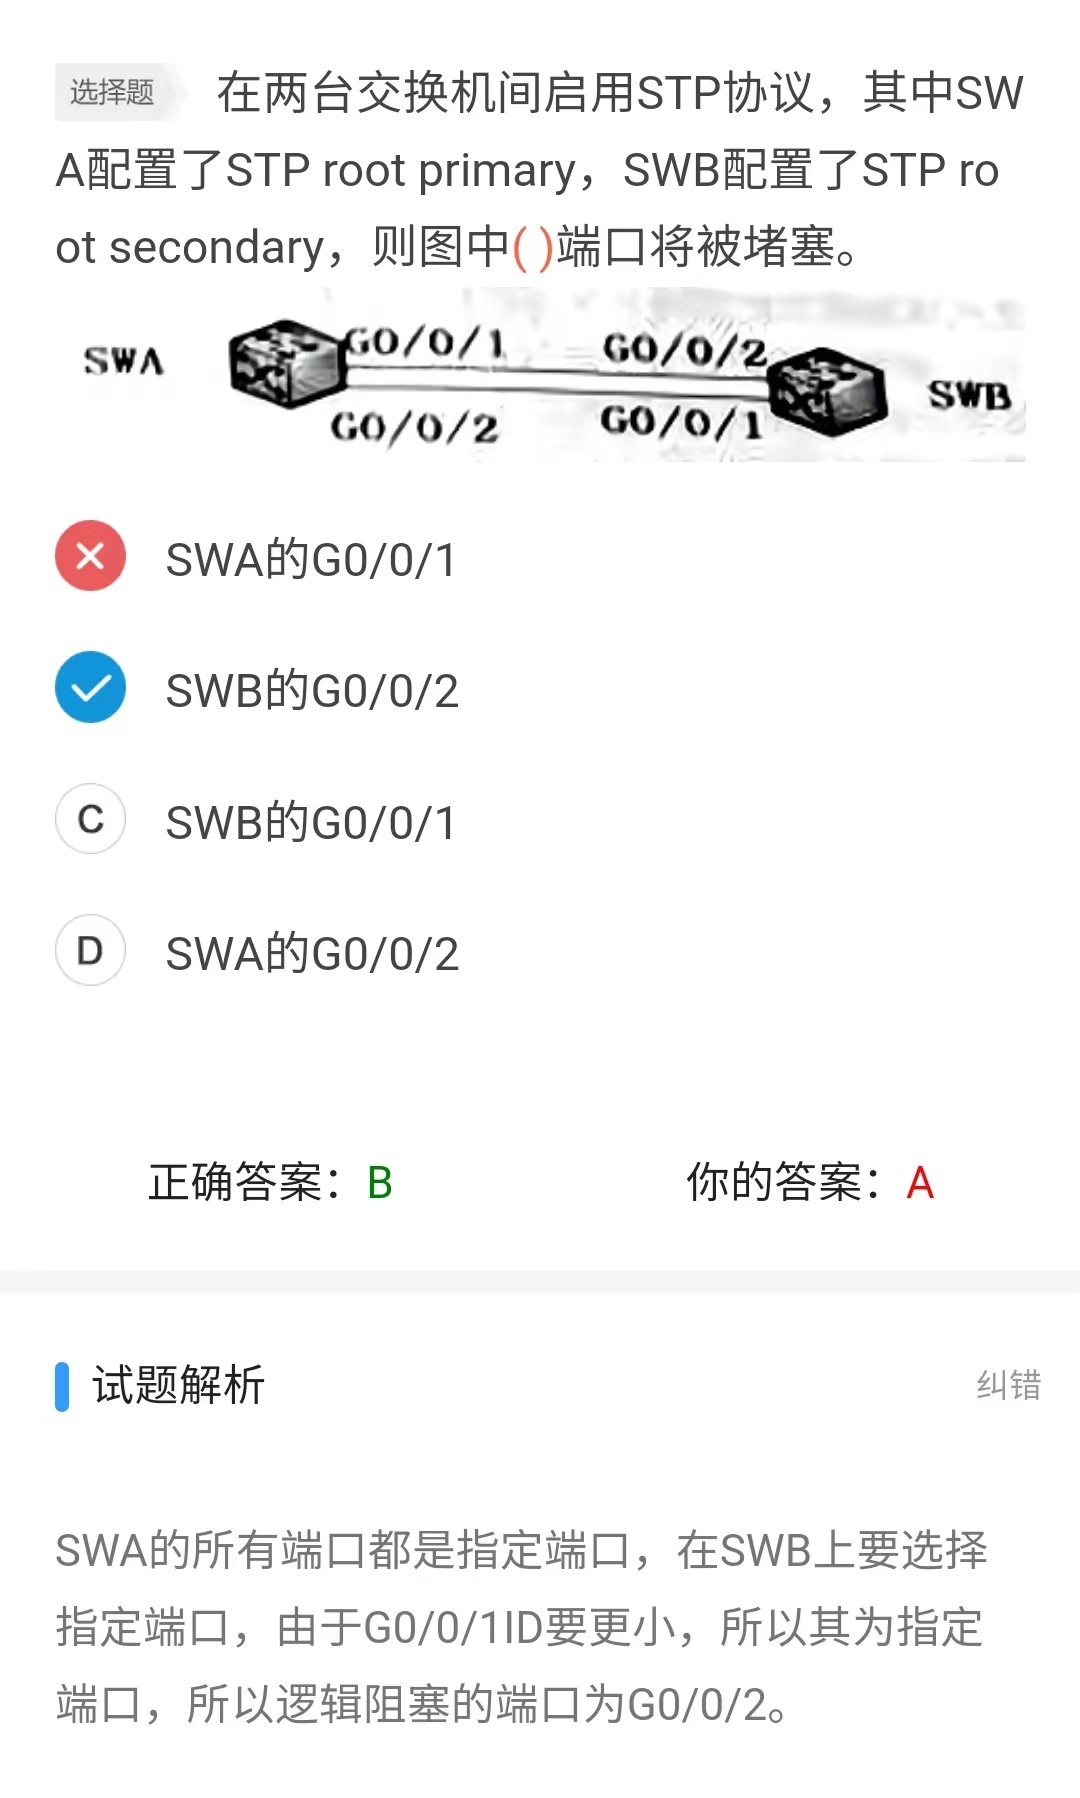 选择题 在两台交换机间启用STP协议，其中SW
A配置了STP root primary，SWB配置了STP ro
ot secondary，则图中( )端口将被堵塞。
SWA G0/0/1 G0/0/2 SWB
G0/0/2 G0/0/1
SWA的G0/0/1
SWB的G0/0/2
C SWB的G0/0/1
D SWA的G0/0/2
正确答案：B 你的答案：A
试题解析 纠错
SWA的所有端口都是指定端口，在SWB上要选择
指定端口，由于G0/0/1ID要更小，所以其为指定
端口，所以逻辑阻塞的端口为G0/0/2。